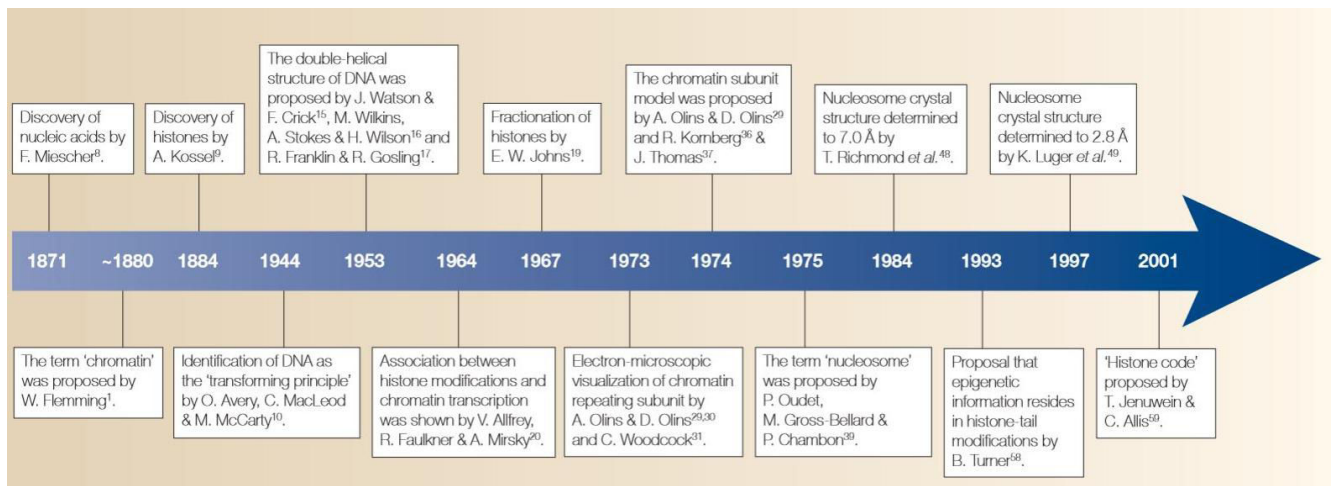 The double-helical
structure of DNA was
proposed by J. Watson &
F. Crick¹⁵, M. Wilkins,
A. Stokes & H. Wilson¹⁶ and
R. Franklin & R. Gosling¹⁷.
The chromatin subunit
model was proposed
by A. Olins & D. Olins²⁹
and R. Kornberg³⁶ &
J. Thomas³⁷.
Discovery of
nucleic acids by
F. Miescher⁸.
Discovery of
histones by
A. Kossel⁹.
Fractionation of
histones by
E. W. Johns¹⁹.
Nucleosome crystal
structure determined
to 7.0 Å by
T. Richmond et al.⁴⁸.
Nucleosome
crystal structure
determined to 2.8 Å
by K. Luger et al.⁴⁹.
1871 ~1880 1884 1944 1953 1964 1967 1973 1974 1975 1984 1993 1997 2001
The term ‘chromatin’
was proposed by
W. Flemming¹.
Identification of DNA as
the ‘transforming principle’
by O. Avery, C. MacLeod
& M. McCarty¹⁰.
Association between
histone modifications and
chromatin transcription
was shown by V. Allfrey,
R. Faulkner & A. Mirsky²⁰.
Electron-microscopic
visualization of chromatin
repeating subunit by
A. Olins & D. Olins²⁹,³⁰
and C. Woodcock³¹.
The term ‘nucleosome’
was proposed by
P. Oudet,
M. Gross-Bellard &
P. Chambon³⁹.
Proposal that
epigenetic
information resides
in histone-tail
modifications by
B. Turner⁵⁸.
‘Histone code’
proposed by
T. Jenuwein &
C. Allis⁵⁹.